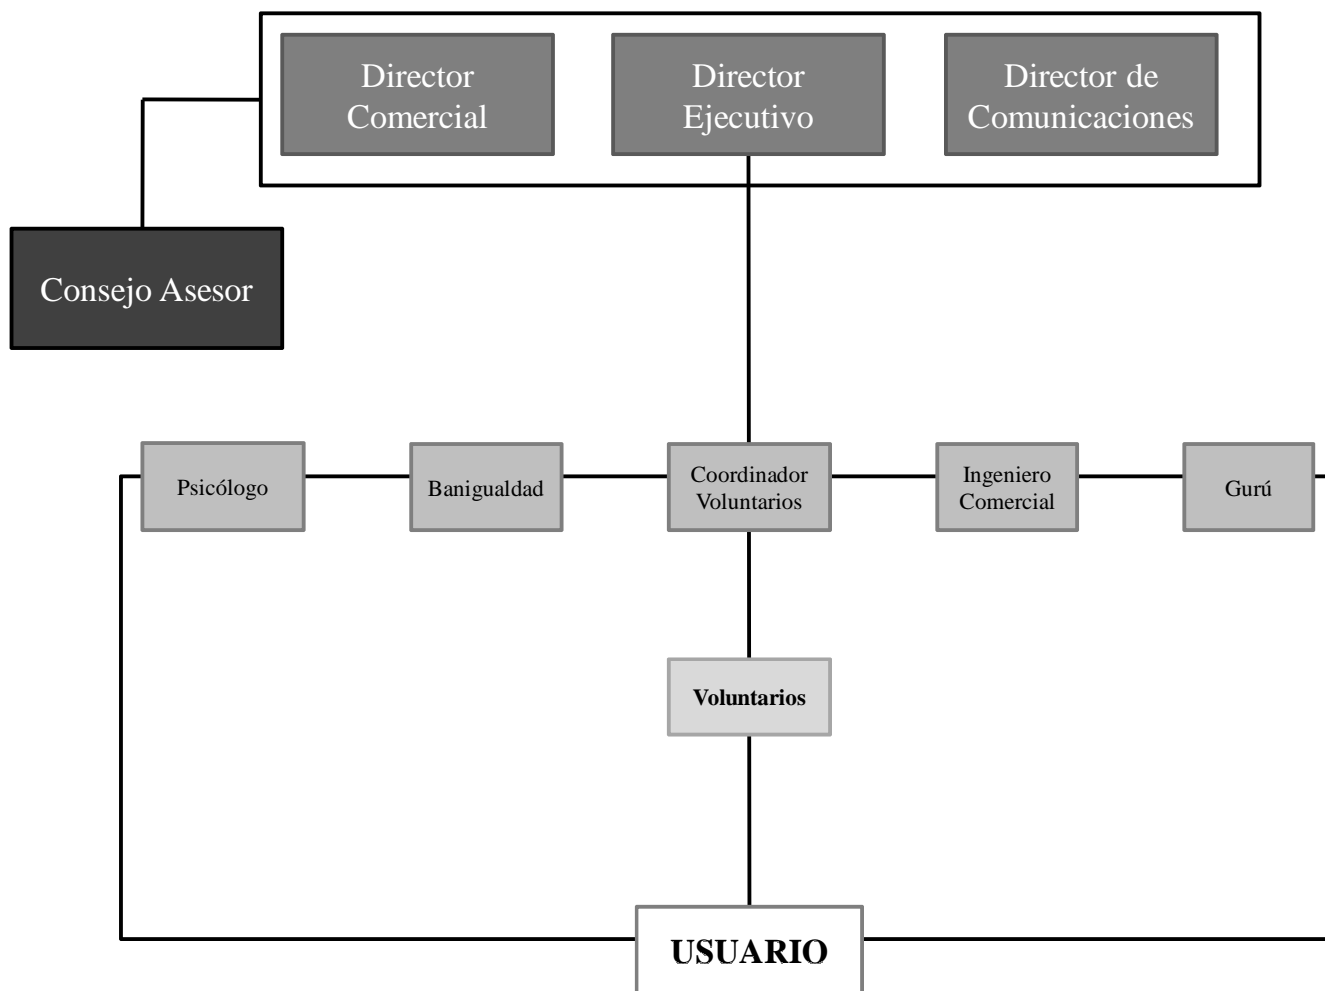 Director
Comercial
Director
Ejecutivo
Director de
Comunicaciones
Consejo Asesor
Psicólogo
Banigualdad
Coordinador
Voluntarios
Ingeniero
Comercial
Gurú
Voluntarios
USUARIO